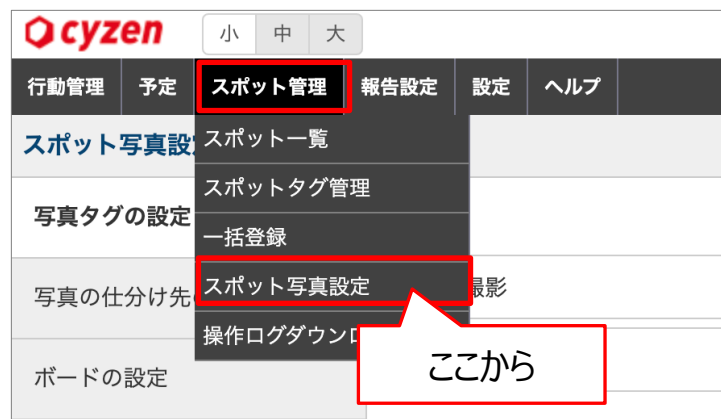 cyzen 小 中 大
行動管理 予定 スポット管理 報告設定 設定 ヘルプ
スポット写真設
スポット一覧
スポットタグ管理
写真タグの設定
一括登録
スポット写真設定
写真の仕分け先
撮影
操作ログダウンロ
ここから
ボードの設定